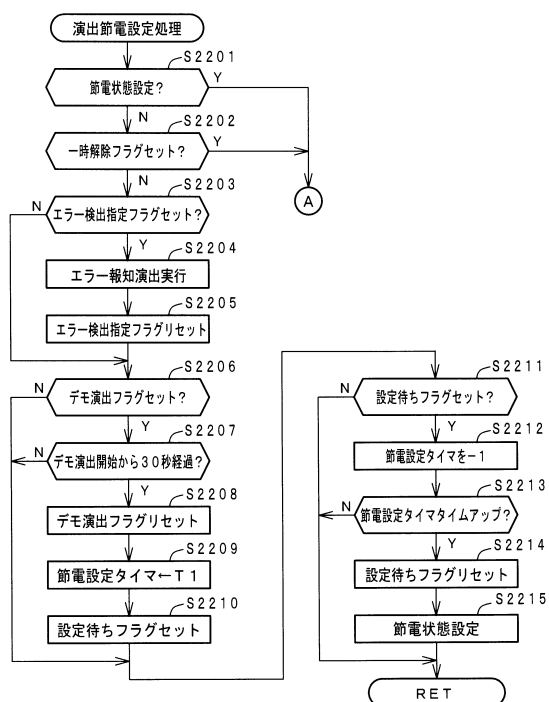 演出節電設定処理
S2201
節電状態設定?
Y
N
S2202
一時解除フラグセット?
Y
N
S2203
エラー検出指定フラグセット?
N
Y
A
S2204
エラー報知演出実行
S2205
エラー検出指定フラグリセット
S2206
デモ演出フラグセット?
N
Y
S2207
デモ演出開始から30秒経過?
N
Y
S2208
デモ演出フラグリセット
S2209
節電設定タイマ←T1
S2210
設定待ちフラグセット
S2211
設定待ちフラグセット?
N
Y
S2212
節電設定タイマを-1
S2213
節電設定タイマタイムアップ?
N
Y
S2214
設定待ちフラグリセット
S2215
節電状態設定
RET